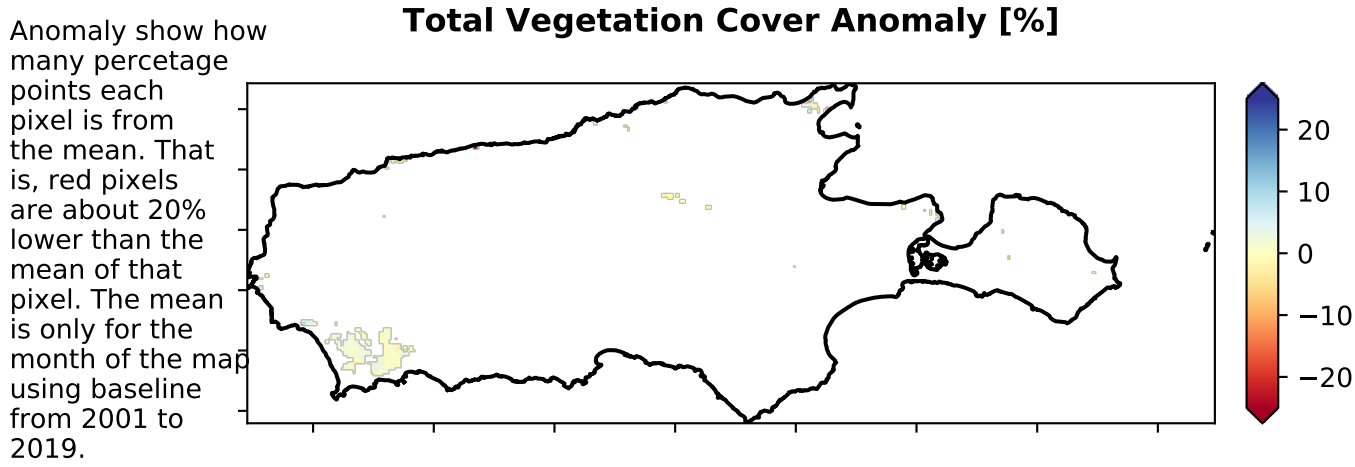 Total Vegetation Cover Anomaly [%]
Anomaly show how
many percetage
points each
pixel is from
the mean. That
is, red pixels
are about 20%
lower than the
mean of that
pixel. The mean
is only for the
month of the map
using baseline
from 2001 to
2019.
20
10
0
−10
−20